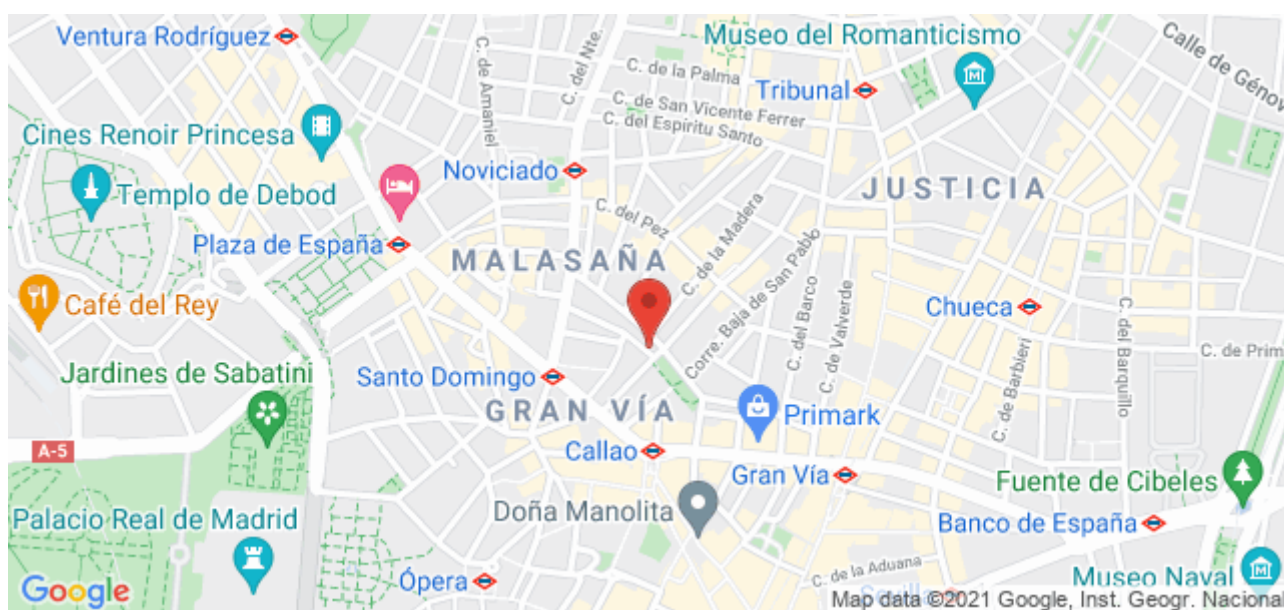 Ventura Rodríguez
C. de Amaniel
C. del Nte.
C. de la Palma
Museo del Romanticismo
Calle de Génov
Tribunal
C. de San Vicente Ferrer
C. del Espíritu Santo
Cines Renoir Princesa
Noviciado
JUSTICIA
Templo de Debod
C. del Pez
C. de la Madera
Plaza de España
MALASAÑA
Corre. Baja de San Pablo
Café del Rey
C. del Barco
C. de Valverde
Chueca
C. del Barquillo
C. de Prim
Jardines de Sabatini
Santo Domingo
C. de Barbieri
GRAN VÍA
Primark
A-5
Callao
Gran Vía
Fuente de Cibeles
Palacio Real de Madrid
Doña Manolita
Banco de España
Ópera
C. de la Aduana
Museo Naval
Google
Map data ©2021 Google, Inst. Geogr. Naciona